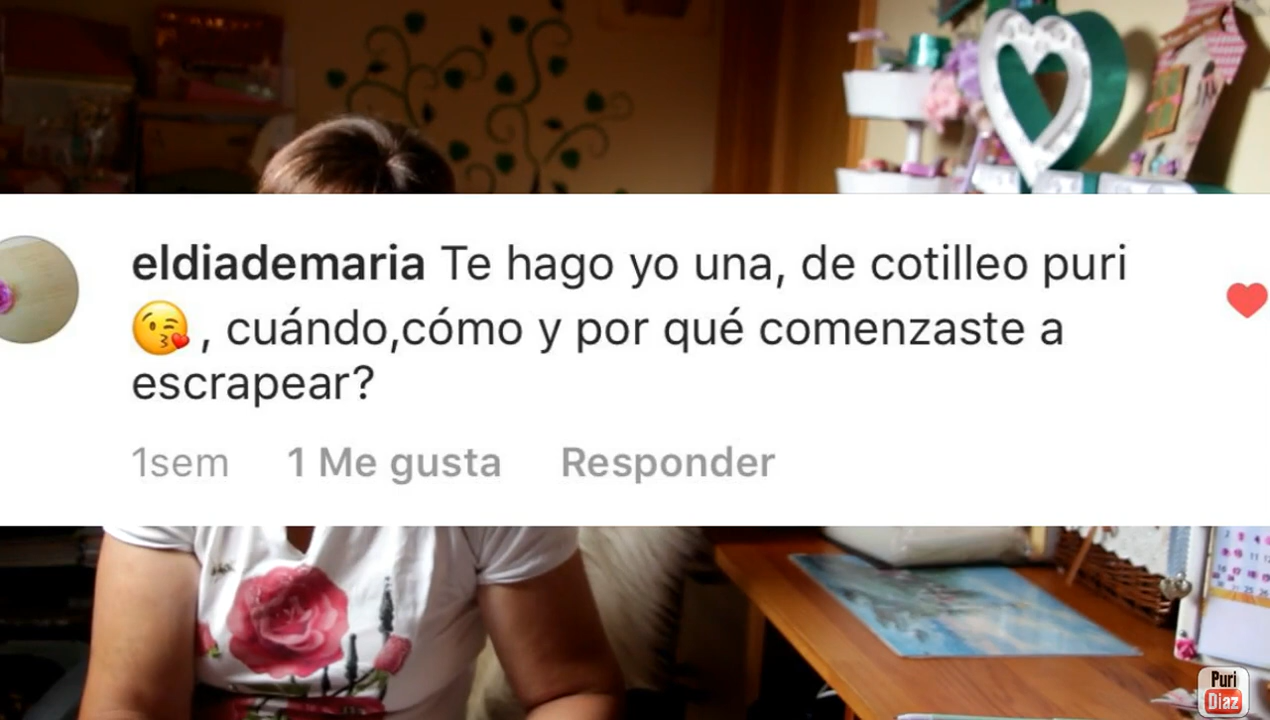 eldiademaria Te hago yo una, de cotilleo puri
😘 , cuándo,cómo y por qué comenzaste a
escrapear?
1sem 1 Me gusta Responder
Puri
Diaz